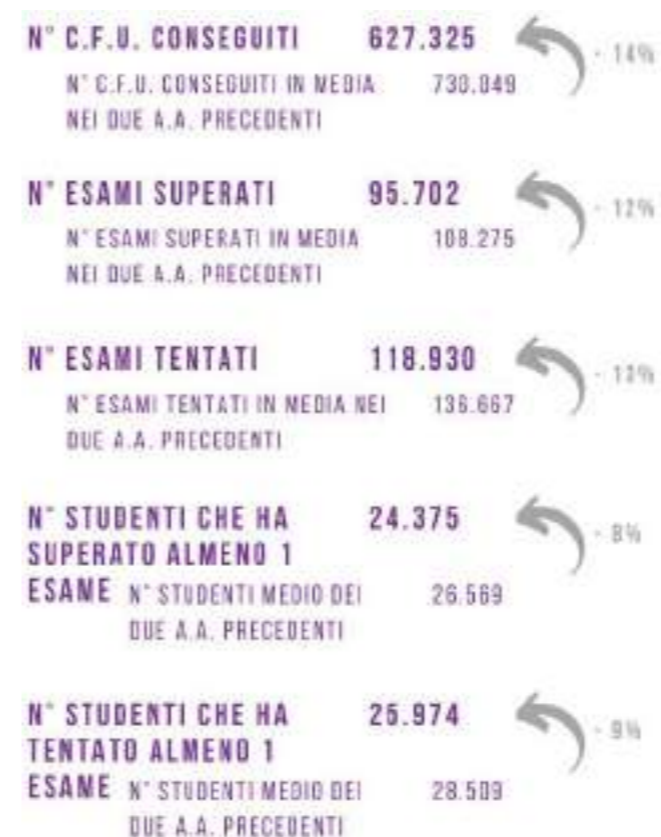 N° C.F.U. CONSEGUITI 627.325
- 14%
N° C.F.U. CONSEGUITI IN MEDIA 730.849
NEI DUE A.A. PRECEDENTI
N° ESAMI SUPERATI 95.702
- 12%
N° ESAMI SUPERATI IN MEDIA 108.275
NEI DUE A.A. PRECEDENTI
N° ESAMI TENTATI 118.930
- 13%
N° ESAMI TENTATI IN MEDIA NEI 136.667
DUE A.A. PRECEDENTI
N° STUDENTI CHE HA 24.375
- 8%
SUPERATO ALMENO 1
ESAME N° STUDENTI MEDIO DEI 26.569
DUE A.A. PRECEDENTI
N° STUDENTI CHE HA 25.974
- 9%
TENTATO ALMENO 1
ESAME N° STUDENTI MEDIO DEI 28.509
DUE A.A. PRECEDENTI